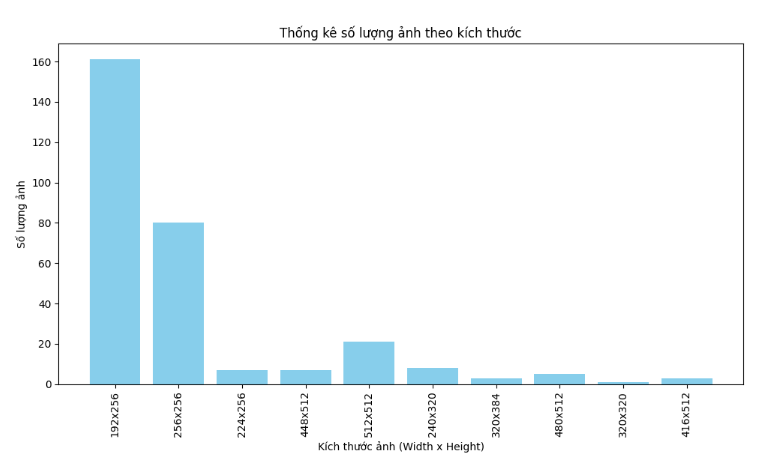 Thống kê số lượng ảnh theo kích thước
Số lượng ảnh
160
140
120
100
80
60
40
20
0
192x256
256x256
224x256
448x512
512x512
240x320
320x384
480x512
320x320
416x512
Kích thước ảnh (Width x Height)